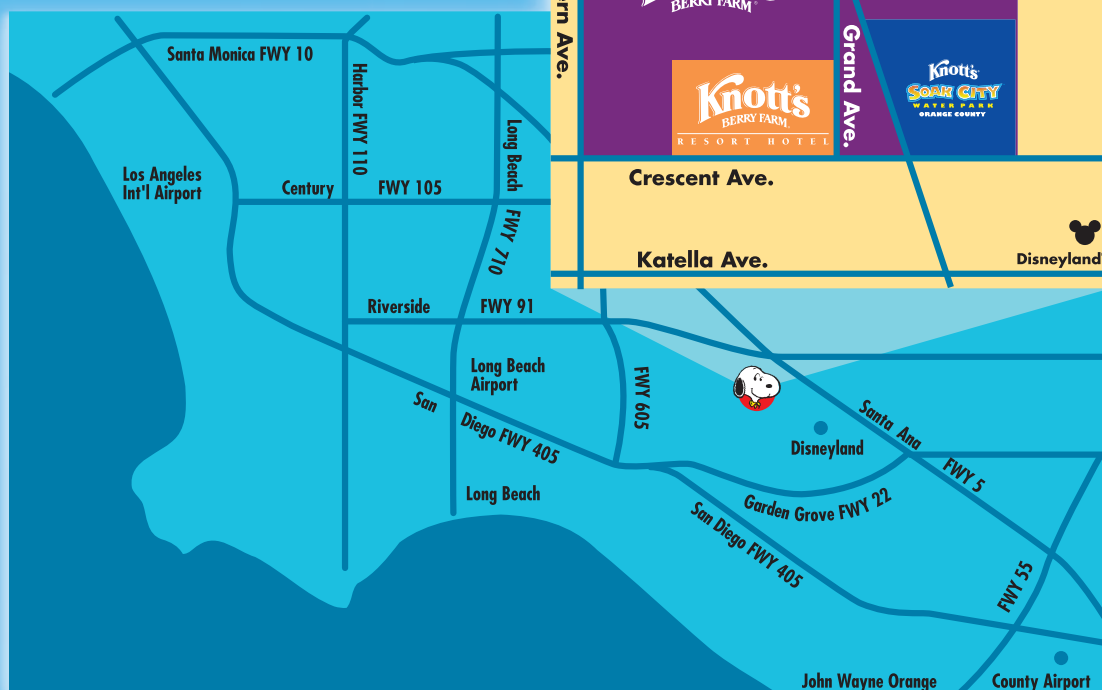 BERRY FARM®
ern Ave.
Grand Ave.
Knott's
SOAK CITY
WATER PARK
ORANGE COUNTY
Knott's
BERRY FARM.
RESORT HOTEL
Crescent Ave.
Katella Ave.
Disneyland
Santa Monica FWY 10
Harbor FWY 110
Long Beach
FWY 710
Los Angeles
Int'l Airport
Century
FWY 105
Riverside
FWY 91
Long Beach
Airport
FWY 605
San
Diego FWY 405
Long Beach
Santa Ana
FWY 5
Disneyland
Garden Grove FWY 22
San Diego FWY 405
FWY 55
John Wayne Orange
County Airport